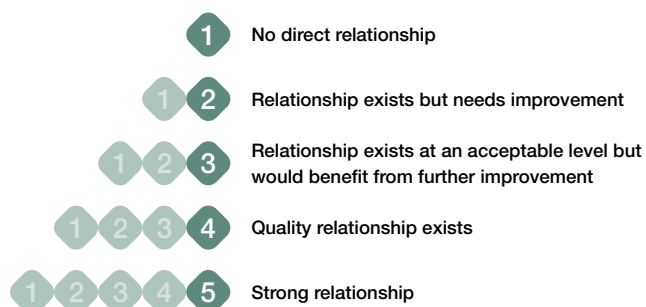 1 No direct relationship
1 2 Relationship exists but needs improvement
1 2 3 Relationship exists at an acceptable level but
would benefit from further improvement
1 2 3 4 Quality relationship exists
1 2 3 4 5 Strong relationship